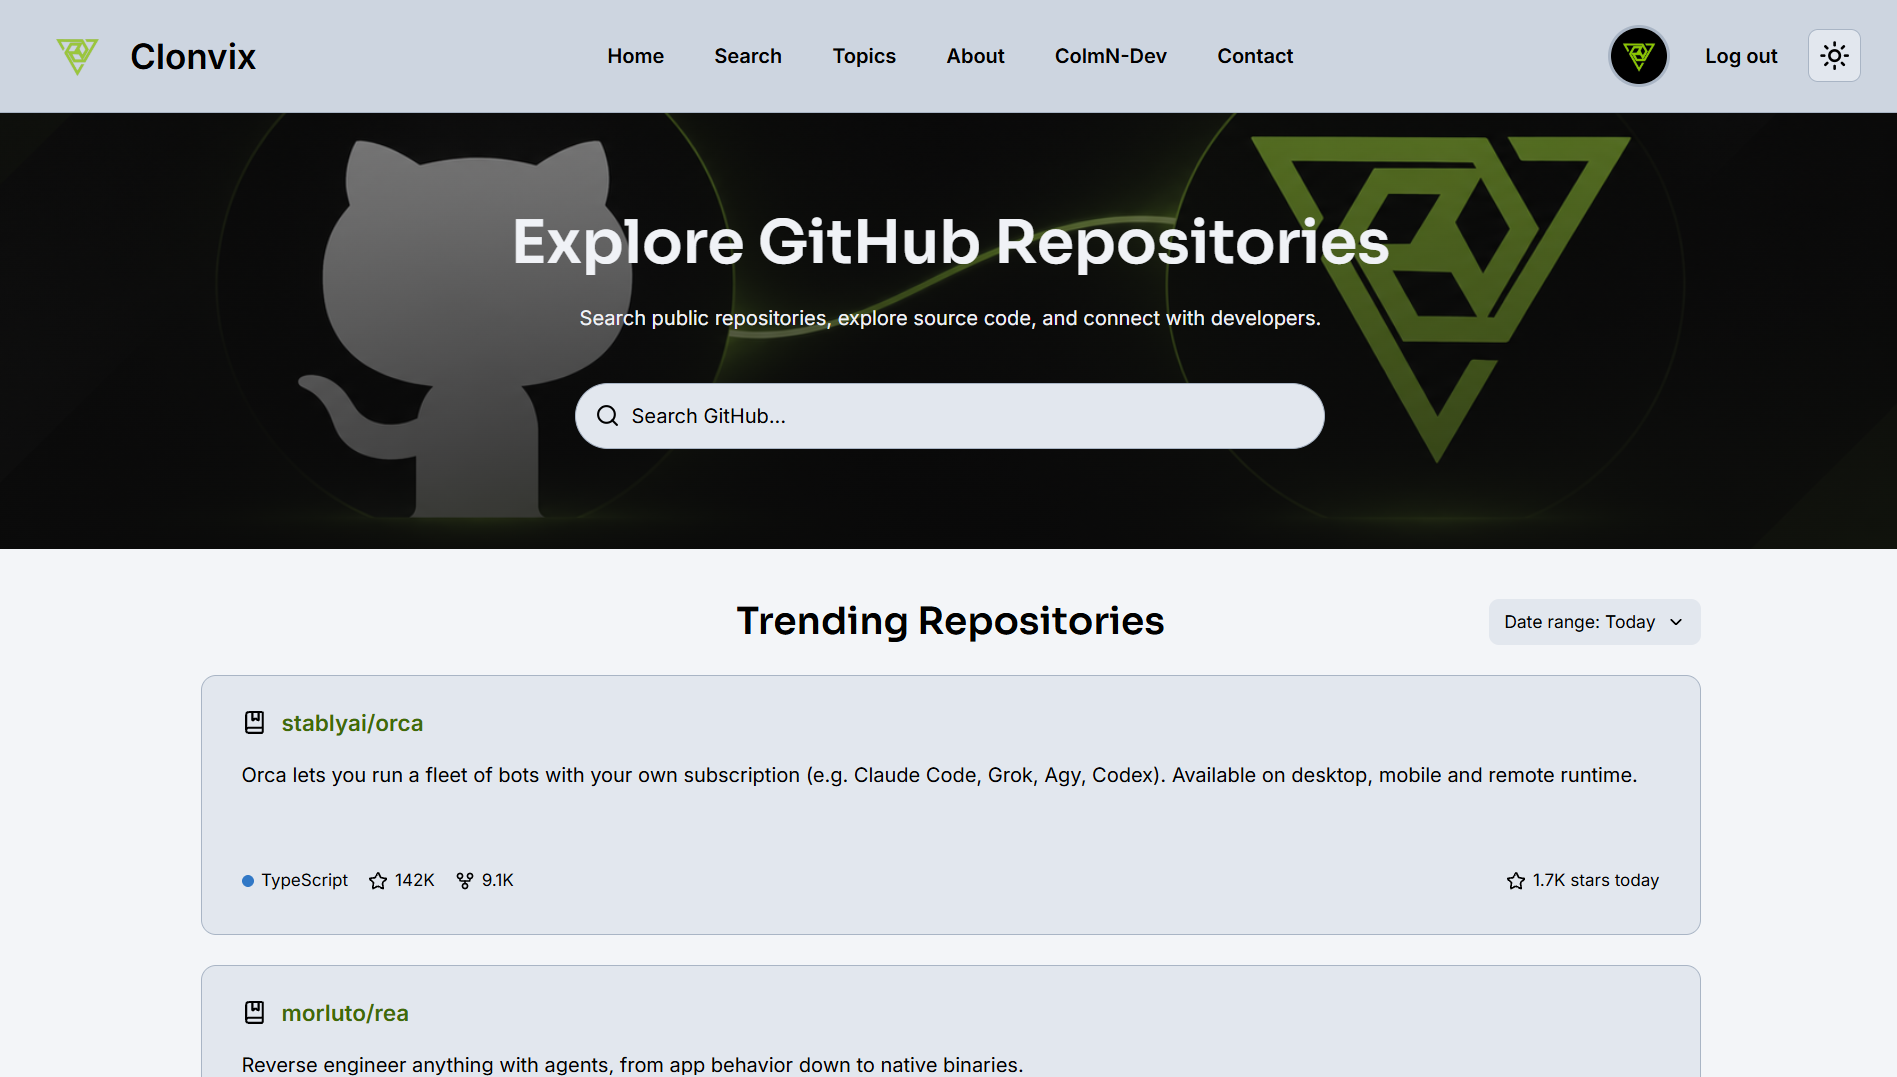 Clonvix
Home
Search
Topics
About
ColmN-Dev
Contact
Log out
Explore GitHub Repositories
Search public repositories, explore source code, and connect with developers.
Search GitHub...
Trending Repositories
Date range: Today
stablyai/orca
Orca lets you run a fleet of bots with your own subscription (e.g. Claude Code, Grok, Agy, Codex). Available on desktop, mobile and remote runtime.
TypeScript 142K 9.1K
1.7K stars today
morluto/rea
Reverse engineer anything with agents, from app behavior down to native binaries.